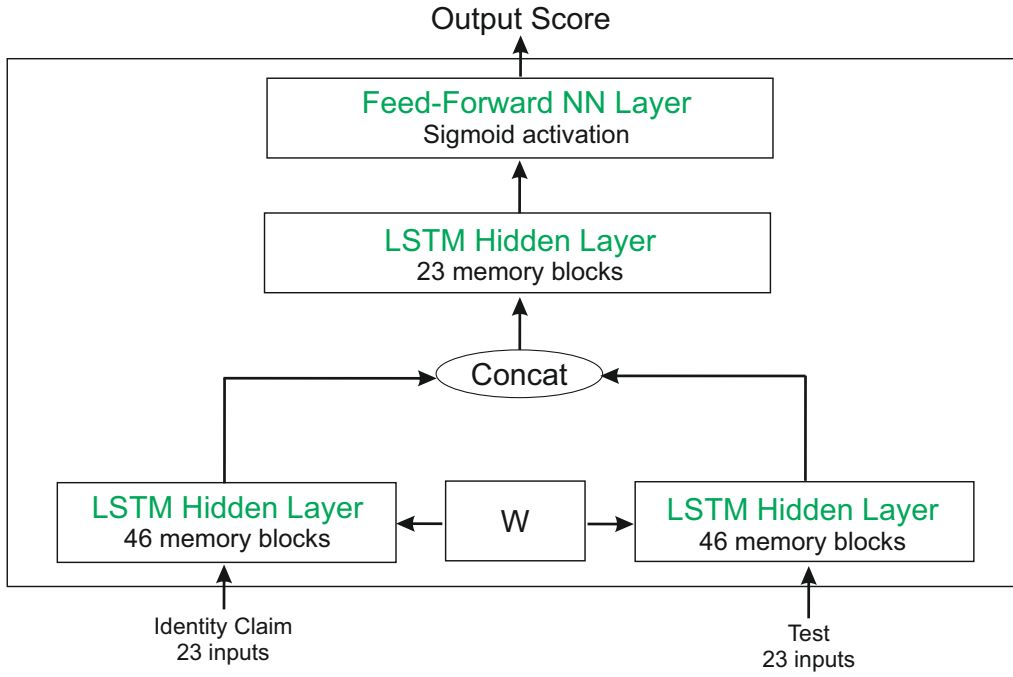 Output Score
Feed-Forward NN Layer
Sigmoid activation
LSTM Hidden Layer
23 memory blocks
Concat
LSTM Hidden Layer
46 memory blocks
W
LSTM Hidden Layer
46 memory blocks
Identity Claim
23 inputs
Test
23 inputs